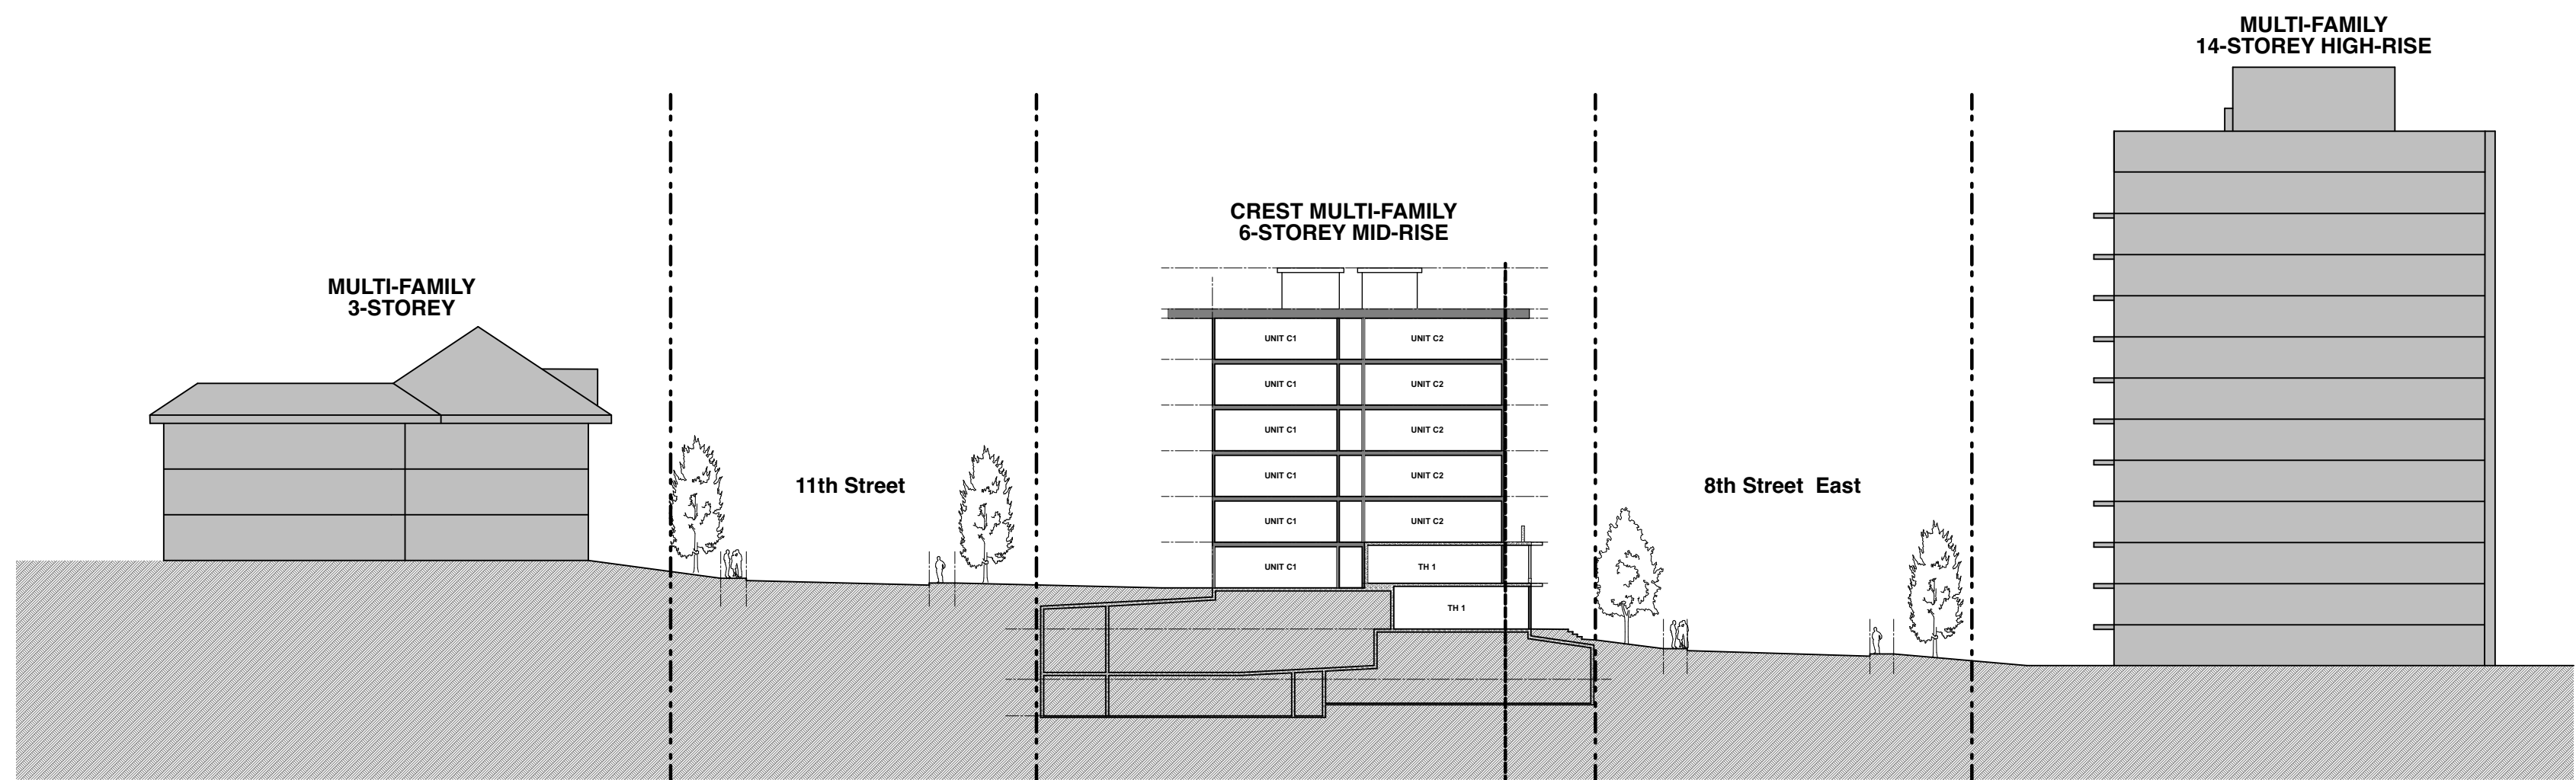 MULTI-FAMILY
14-STOREY HIGH-RISE
CREST MULTI-FAMILY
6-STOREY MID-RISE
MULTI-FAMILY
3-STOREY
UNIT C1
UNIT C2
UNIT C1
UNIT C2
UNIT C1
UNIT C2
UNIT C1
UNIT C2
11th Street
8th Street East
UNIT C1
UNIT C2
UNIT C1
TH 1
TH 1